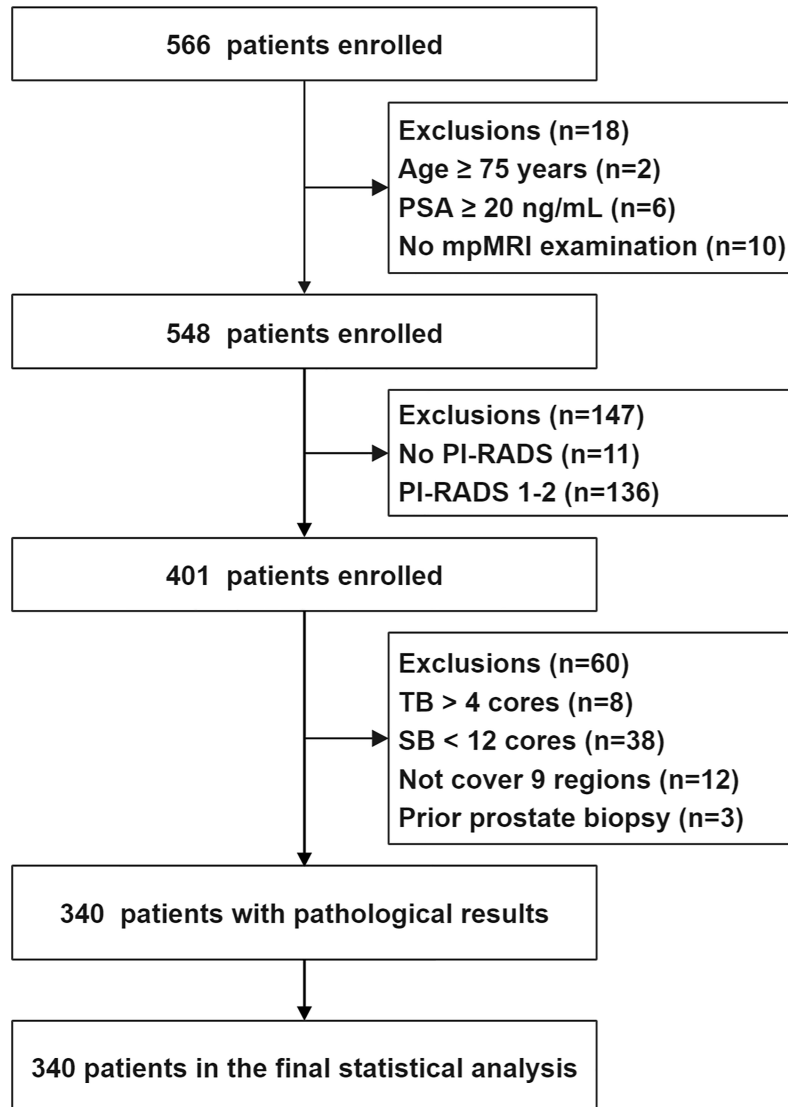 566 patients enrolled
Exclusions (n=18)
Age ≥ 75 years (n=2)
PSA ≥ 20 ng/mL (n=6)
No mpMRI examination (n=10)
548 patients enrolled
Exclusions (n=147)
No PI-RADS (n=11)
PI-RADS 1-2 (n=136)
401 patients enrolled
Exclusions (n=60)
TB > 4 cores (n=8)
SB < 12 cores (n=38)
Not cover 9 regions (n=12)
Prior prostate biopsy (n=3)
340 patients with pathological results
340 patients in the final statistical analysis